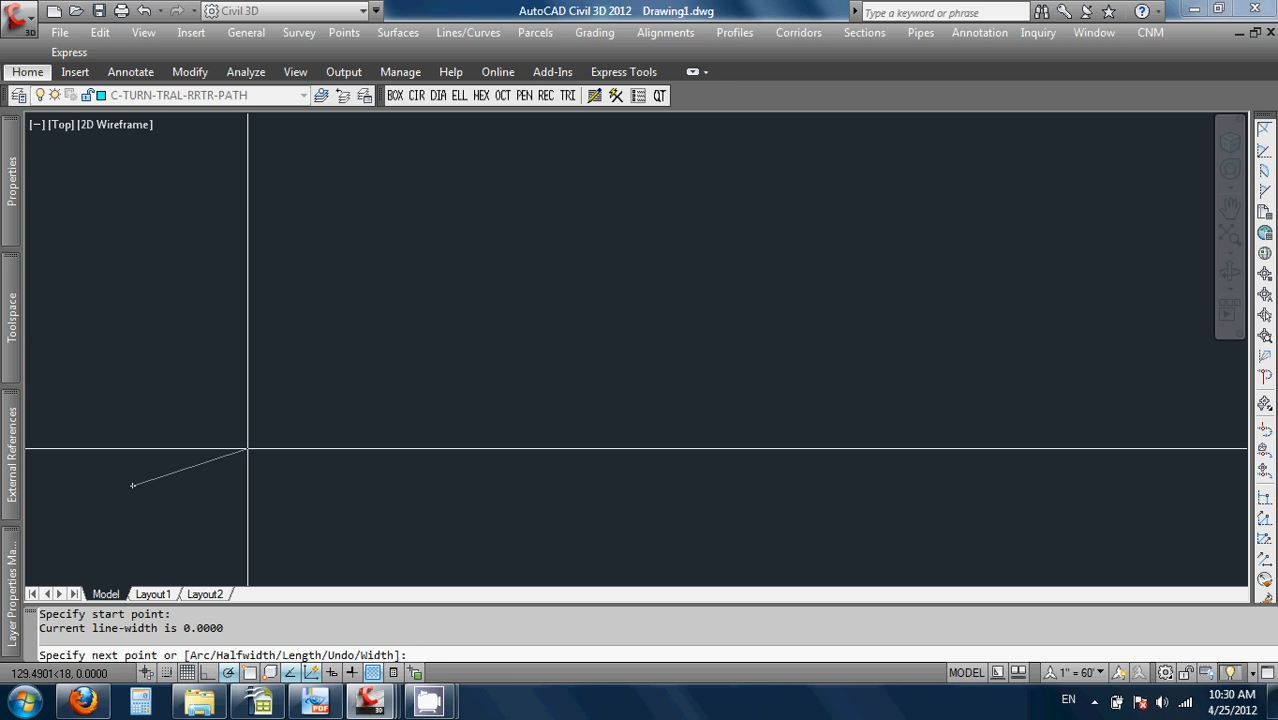 Civil 3D
AutoCAD Civil 3D 2012 Drawing1.dwg
Type a keyword or phrase
3D
File Edit View Insert General Survey Points Surfaces Lines/Curves Parcels Grading Alignments Profiles Corridors Sections Pipes Annotation Inquiry Window CNM
Express
Home Insert Annotate Modify Analyze View Output Manage Help Online Add-Ins Express Tools
C-TURN-TRAL-RRTR-PATH BOX CIR DIA ELL HEX OCT PEN REC TRI QT
[−] [Top] [2D Wireframe]
Properties
Toolspace
External References
Layer Properties Ma...
Model Layout1 Layout2
Specify start point:
Current line-width is 0.0000
Specify next point or [Arc/Halfwidth/Length/Undo/Width]:
129.4901<18, 0.0000 MODEL 1" = 60'
PDF
3D
EN
10:30 AM
4/25/2012